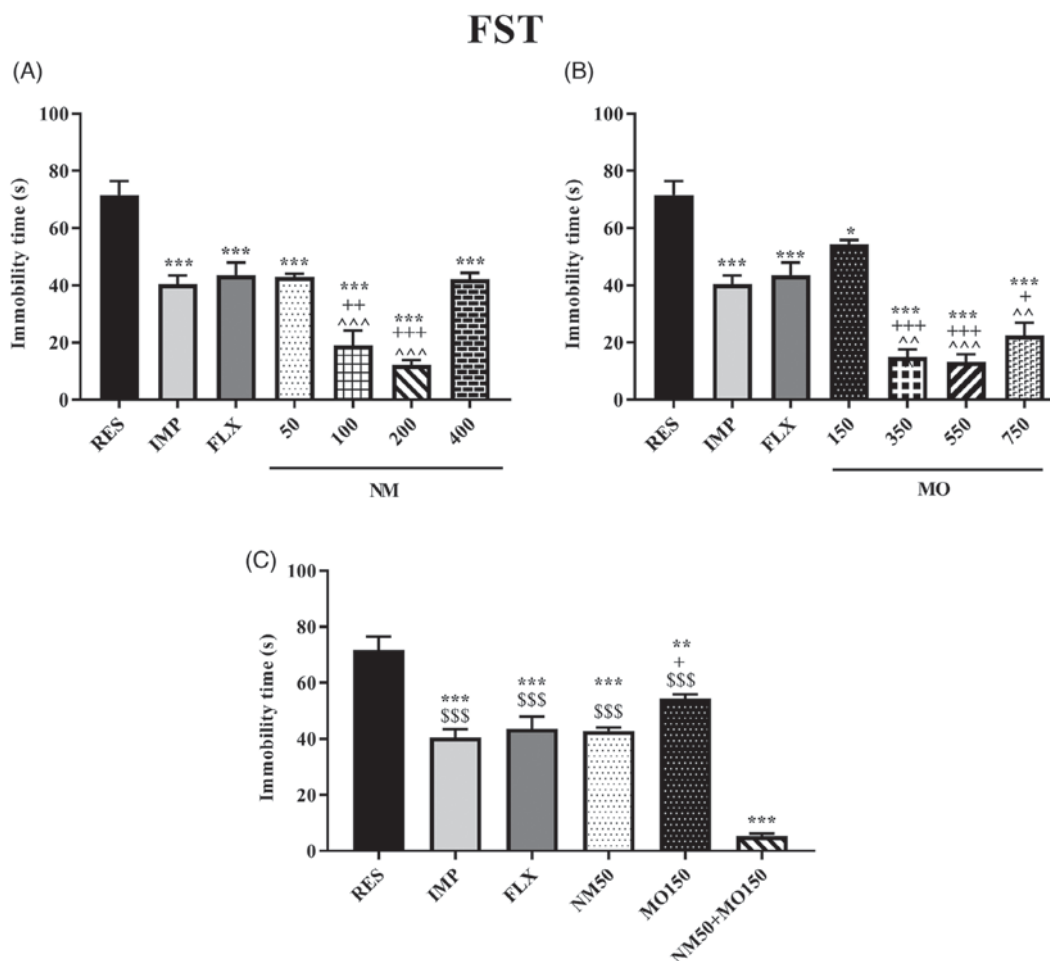 FST
(A)
Immobility time (s)
100
80
60
40
20
0
***
***
***
***
++
^^^
***
+++
^^^
***
RES
IMP
FLX
50
100
200
400
NM
(B)
Immobility time (s)
100
80
60
40
20
0
***
***
*
***
+++
^^
***
+++
^^^
***
+
^^
RES
IMP
FLX
150
350
550
750
MO
(C)
Immobility time (s)
100
80
60
40
20
0
***
$$$
***
$$$
***
$$$
**
+
$$$
***
RES
IMP
FLX
NM50
MO150
NM50+MO150